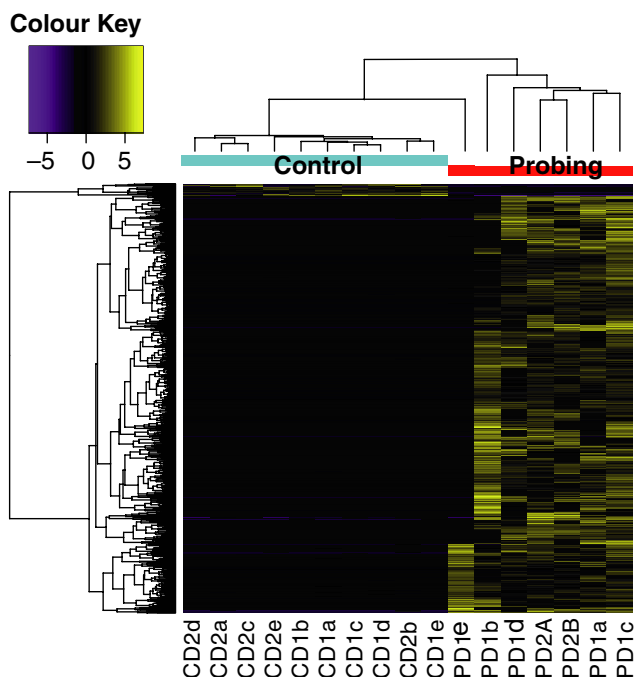 Colour Key
−5 0 5
Control Probing
CD2d CD2a CD2c CD2e CD1b CD1a CD1c CD1d CD2b CD1e PD1E PD1b PD1d PD2A PD2B PD1a PD1c